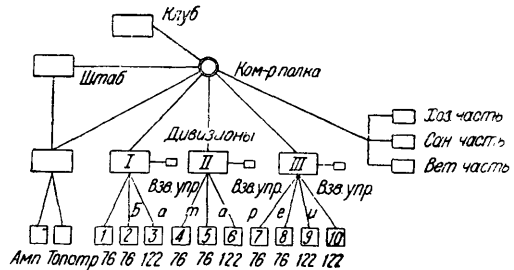 Клуб
Штаб
Ком-р полка
Хоз часть
Сан часть
Вет часть
Дивизионы
I II III
Взв.упр. Взв.упр. Взв.упр
Б а т а р е и
1 2 3 4 5 6 7 8 9 10
Амп Топотр 76 76 122 76 76 122 76 76 122 122